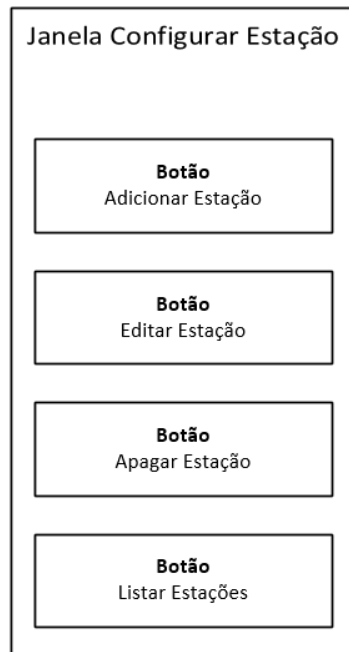 Janela Configurar Estação
Botão
Adicionar Estação
Botão
Editar Estação
Botão
Apagar Estação
Botão
Listar Estações